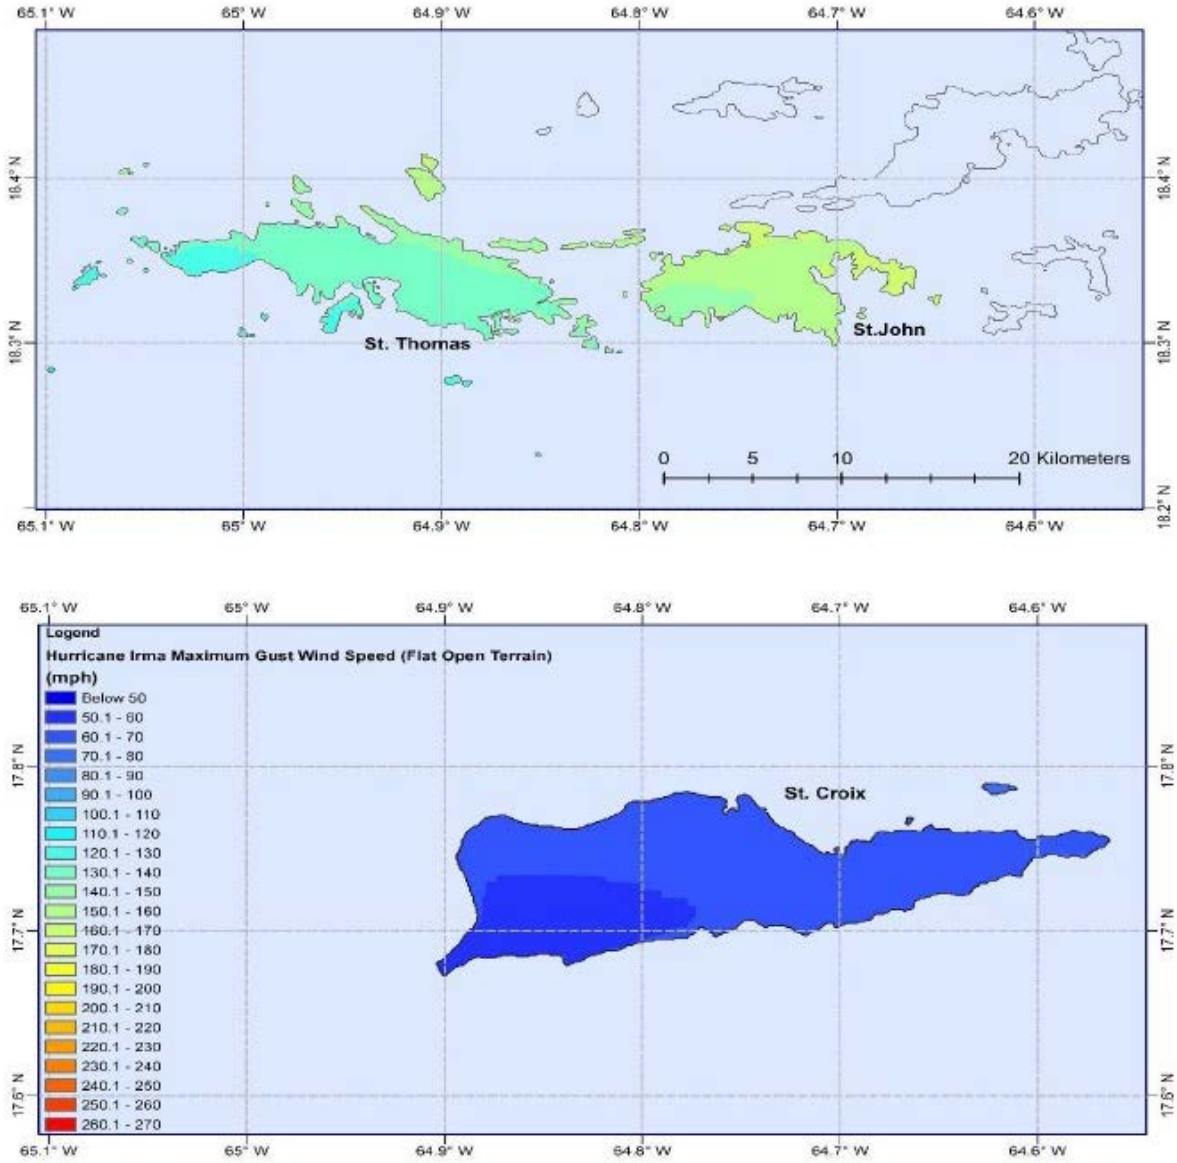 65.1° W 65° W 64.9° W 64.8° W 64.7° W 64.6° W
18.4° N 18.4° N
St. Thomas
St.John
18.3° N 18.3° N
0 5 10 20 Kilometers
18.2° N
65.1° W 65° W 64.9° W 64.8° W 64.7° W 64.6° W
65.1° W 65° W 64.9° W 64.8° W 64.7° W 64.6° W
Legend
Hurricane Irma Maximum Gust Wind Speed (Flat Open Terrain)
(mph)
Below 50
50.1 - 60
60.1 - 70
70.1 - 80
80.1 - 90
90.1 - 100
100.1 - 110
110.1 - 120
120.1 - 130
130.1 - 140
140.1 - 150
150.1 - 160
160.1 - 170
170.1 - 180
180.1 - 190
190.1 - 200
200.1 - 210
210.1 - 220
220.1 - 230
230.1 - 240
240.1 - 250
250.1 - 260
260.1 - 270
17.8° N 17.8° N
St. Croix
17.7° N 17.7° N
17.6° N 17.6° N
65.1° W 65° W 64.9° W 64.8° W 64.7° W 64.6° W